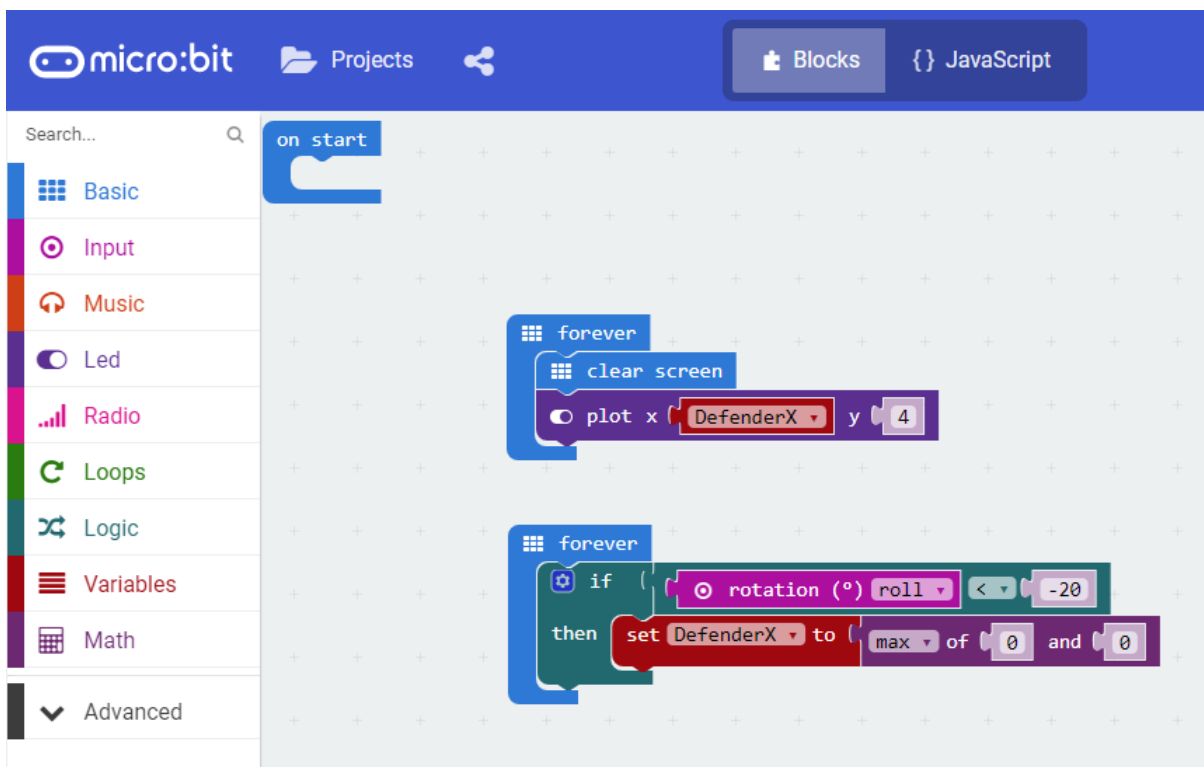 micro:bit Projects Blocks {} JavaScript
Search...
on start
Basic
Input
Music
Led
Radio
Loops
Logic
Variables
Math
Advanced
forever
clear screen
plot x DefenderX y 4
forever
if rotation (º) roll < -20
then set DefenderX to max of 0 and 0